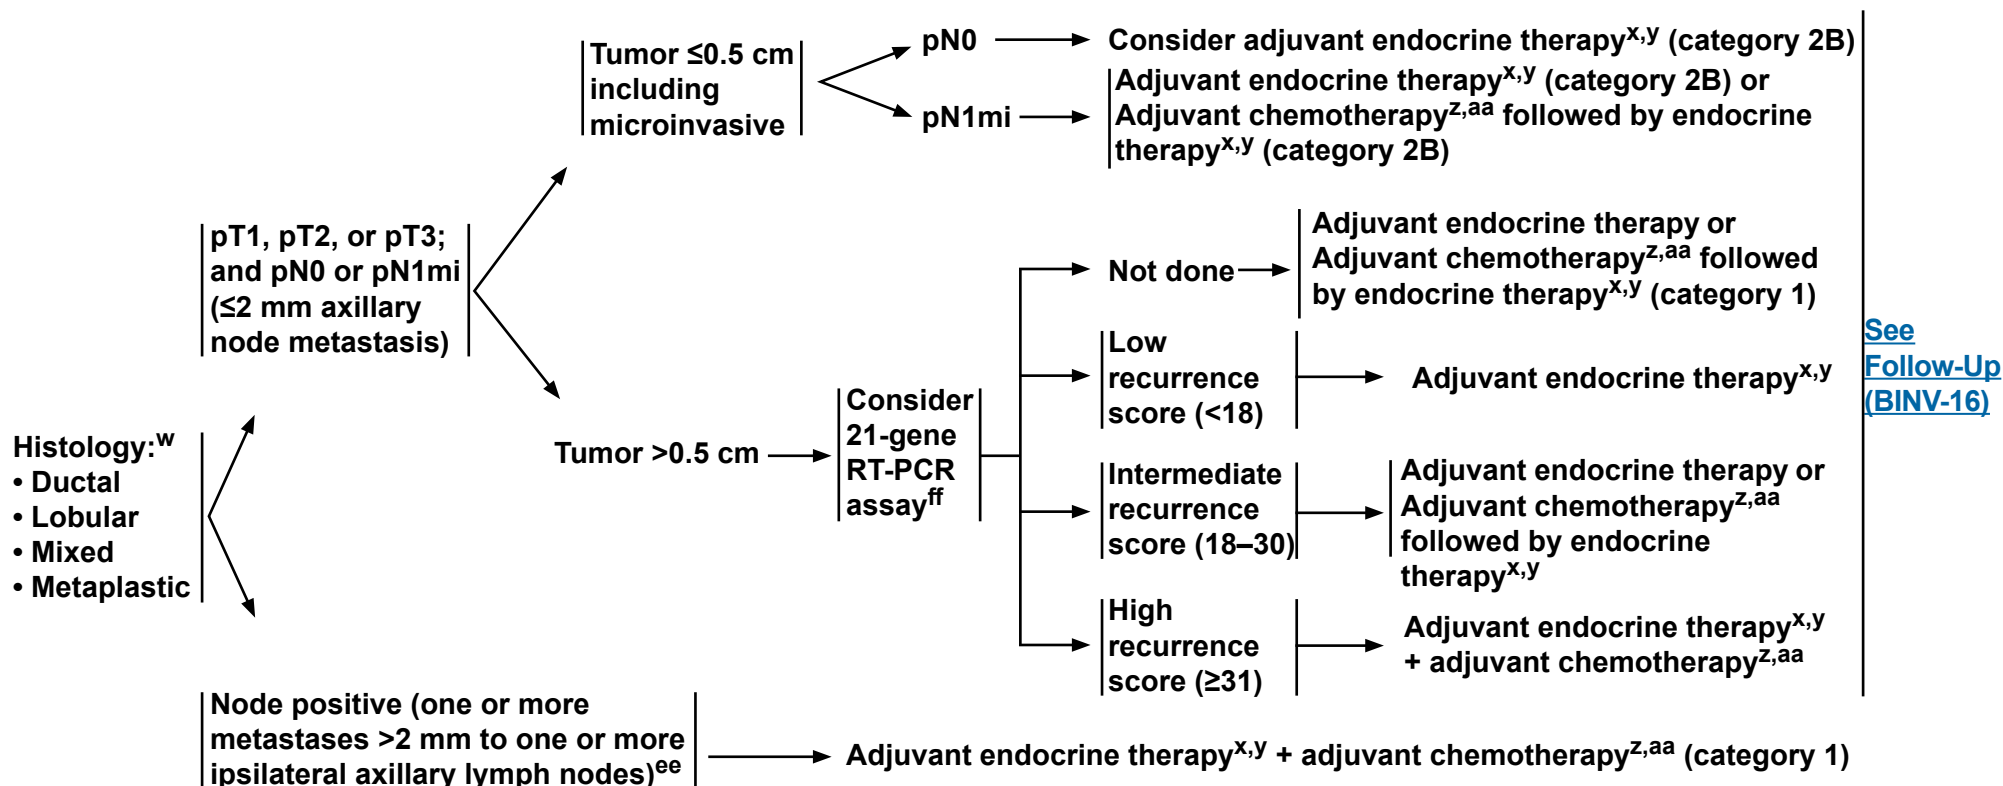 Histology:w
• Ductal
• Lobular
• Mixed
• Metaplastic
pT1, pT2, or pT3;
and pN0 or pN1mi
(≤2 mm axillary
node metastasis)
Tumor ≤0.5 cm
including
microinvasive
pN0
Consider adjuvant endocrine therapyx,y (category 2B)
pN1mi
Adjuvant endocrine therapyx,y (category 2B) or
Adjuvant chemotherapyz,aa followed by endocrine
therapyx,y (category 2B)
Tumor >0.5 cm
Consider
21-gene
RT-PCR
assayff
Not done
Adjuvant endocrine therapy or
Adjuvant chemotherapyz,aa followed
by endocrine therapyx,y (category 1)
Low
recurrence
score (<18)
Adjuvant endocrine therapyx,y
Intermediate
recurrence
score (18–30)
Adjuvant endocrine therapy or
Adjuvant chemotherapyz,aa
followed by endocrine
therapyx,y
High
recurrence
score (≥31)
Adjuvant endocrine therapyx,y
+ adjuvant chemotherapyz,aa
Node positive (one or more
metastases >2 mm to one or more
ipsilateral axillary lymph nodes)ee
Adjuvant endocrine therapyx,y + adjuvant chemotherapyz,aa (category 1)
See
Follow-Up
(BINV-16)